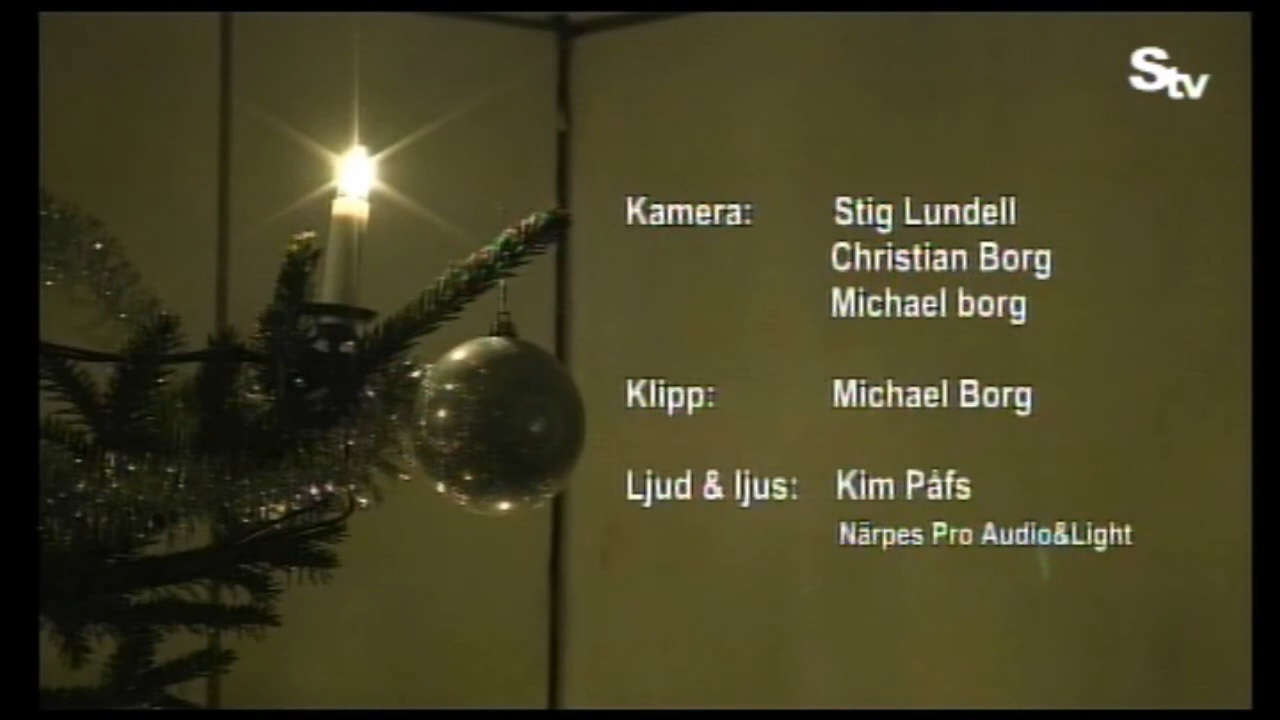 Stv
Kamera: Stig Lundell
Christian Borg
Michael borg
Klipp: Michael Borg
Ljud & ljus: Kim Påfs
Närpes Pro Audio&Light